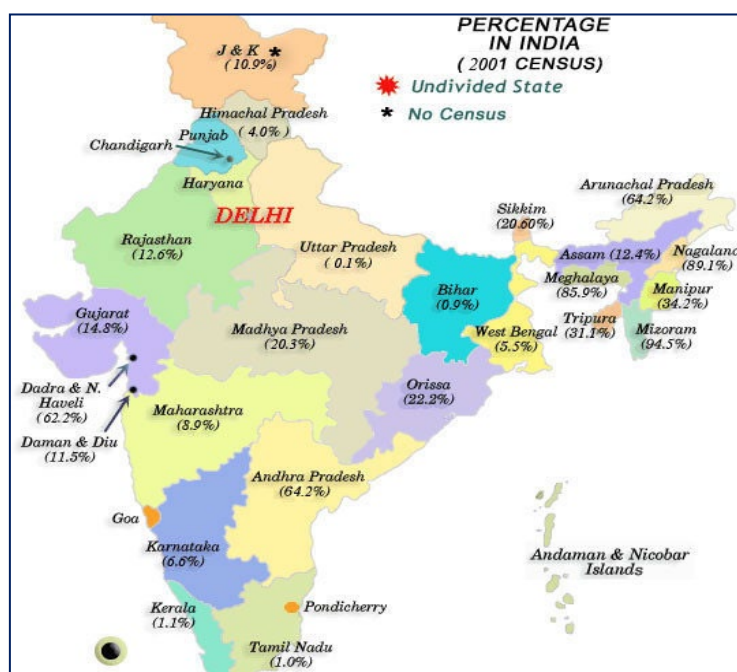 PERCENTAGE
IN INDIA
( 2001 CENSUS)
Undivided State
* No Census
J & K *
( 10.9%)
Himachal Pradesh
( 4.0%)
Punjab
Chandigarh
Haryana
DELHI
Rajasthan
(12.6%)
Uttar Pradesh
( 0.1%)
Sikkim
(20.60%)
Arunachal Pradesh
(64.2%)
Assam (12.4%)
Nagaland
(89.1%)
Meghalaya
(85.9%)
Manipur
(34.2%)
Tripura
(31.1%)
Mizoram
(94.5%)
Bihar
(0.9%)
West Bengal
(5.5%)
Gujarat
(14.8%)
Madhya Pradesh
(20.3%)
Dadra & N.
Haveli
(62.2%)
Daman & Diu
(11.5%)
Maharashtra
(8.9%)
Orissa
(22.2%)
Andhra Pradesh
(64.2%)
Goa
Karnataka
(6.6%)
Andaman & Nicobar
Islands
Kerala
(1.1%)
Pondicherry
Tamil Nadu
(1.0%)